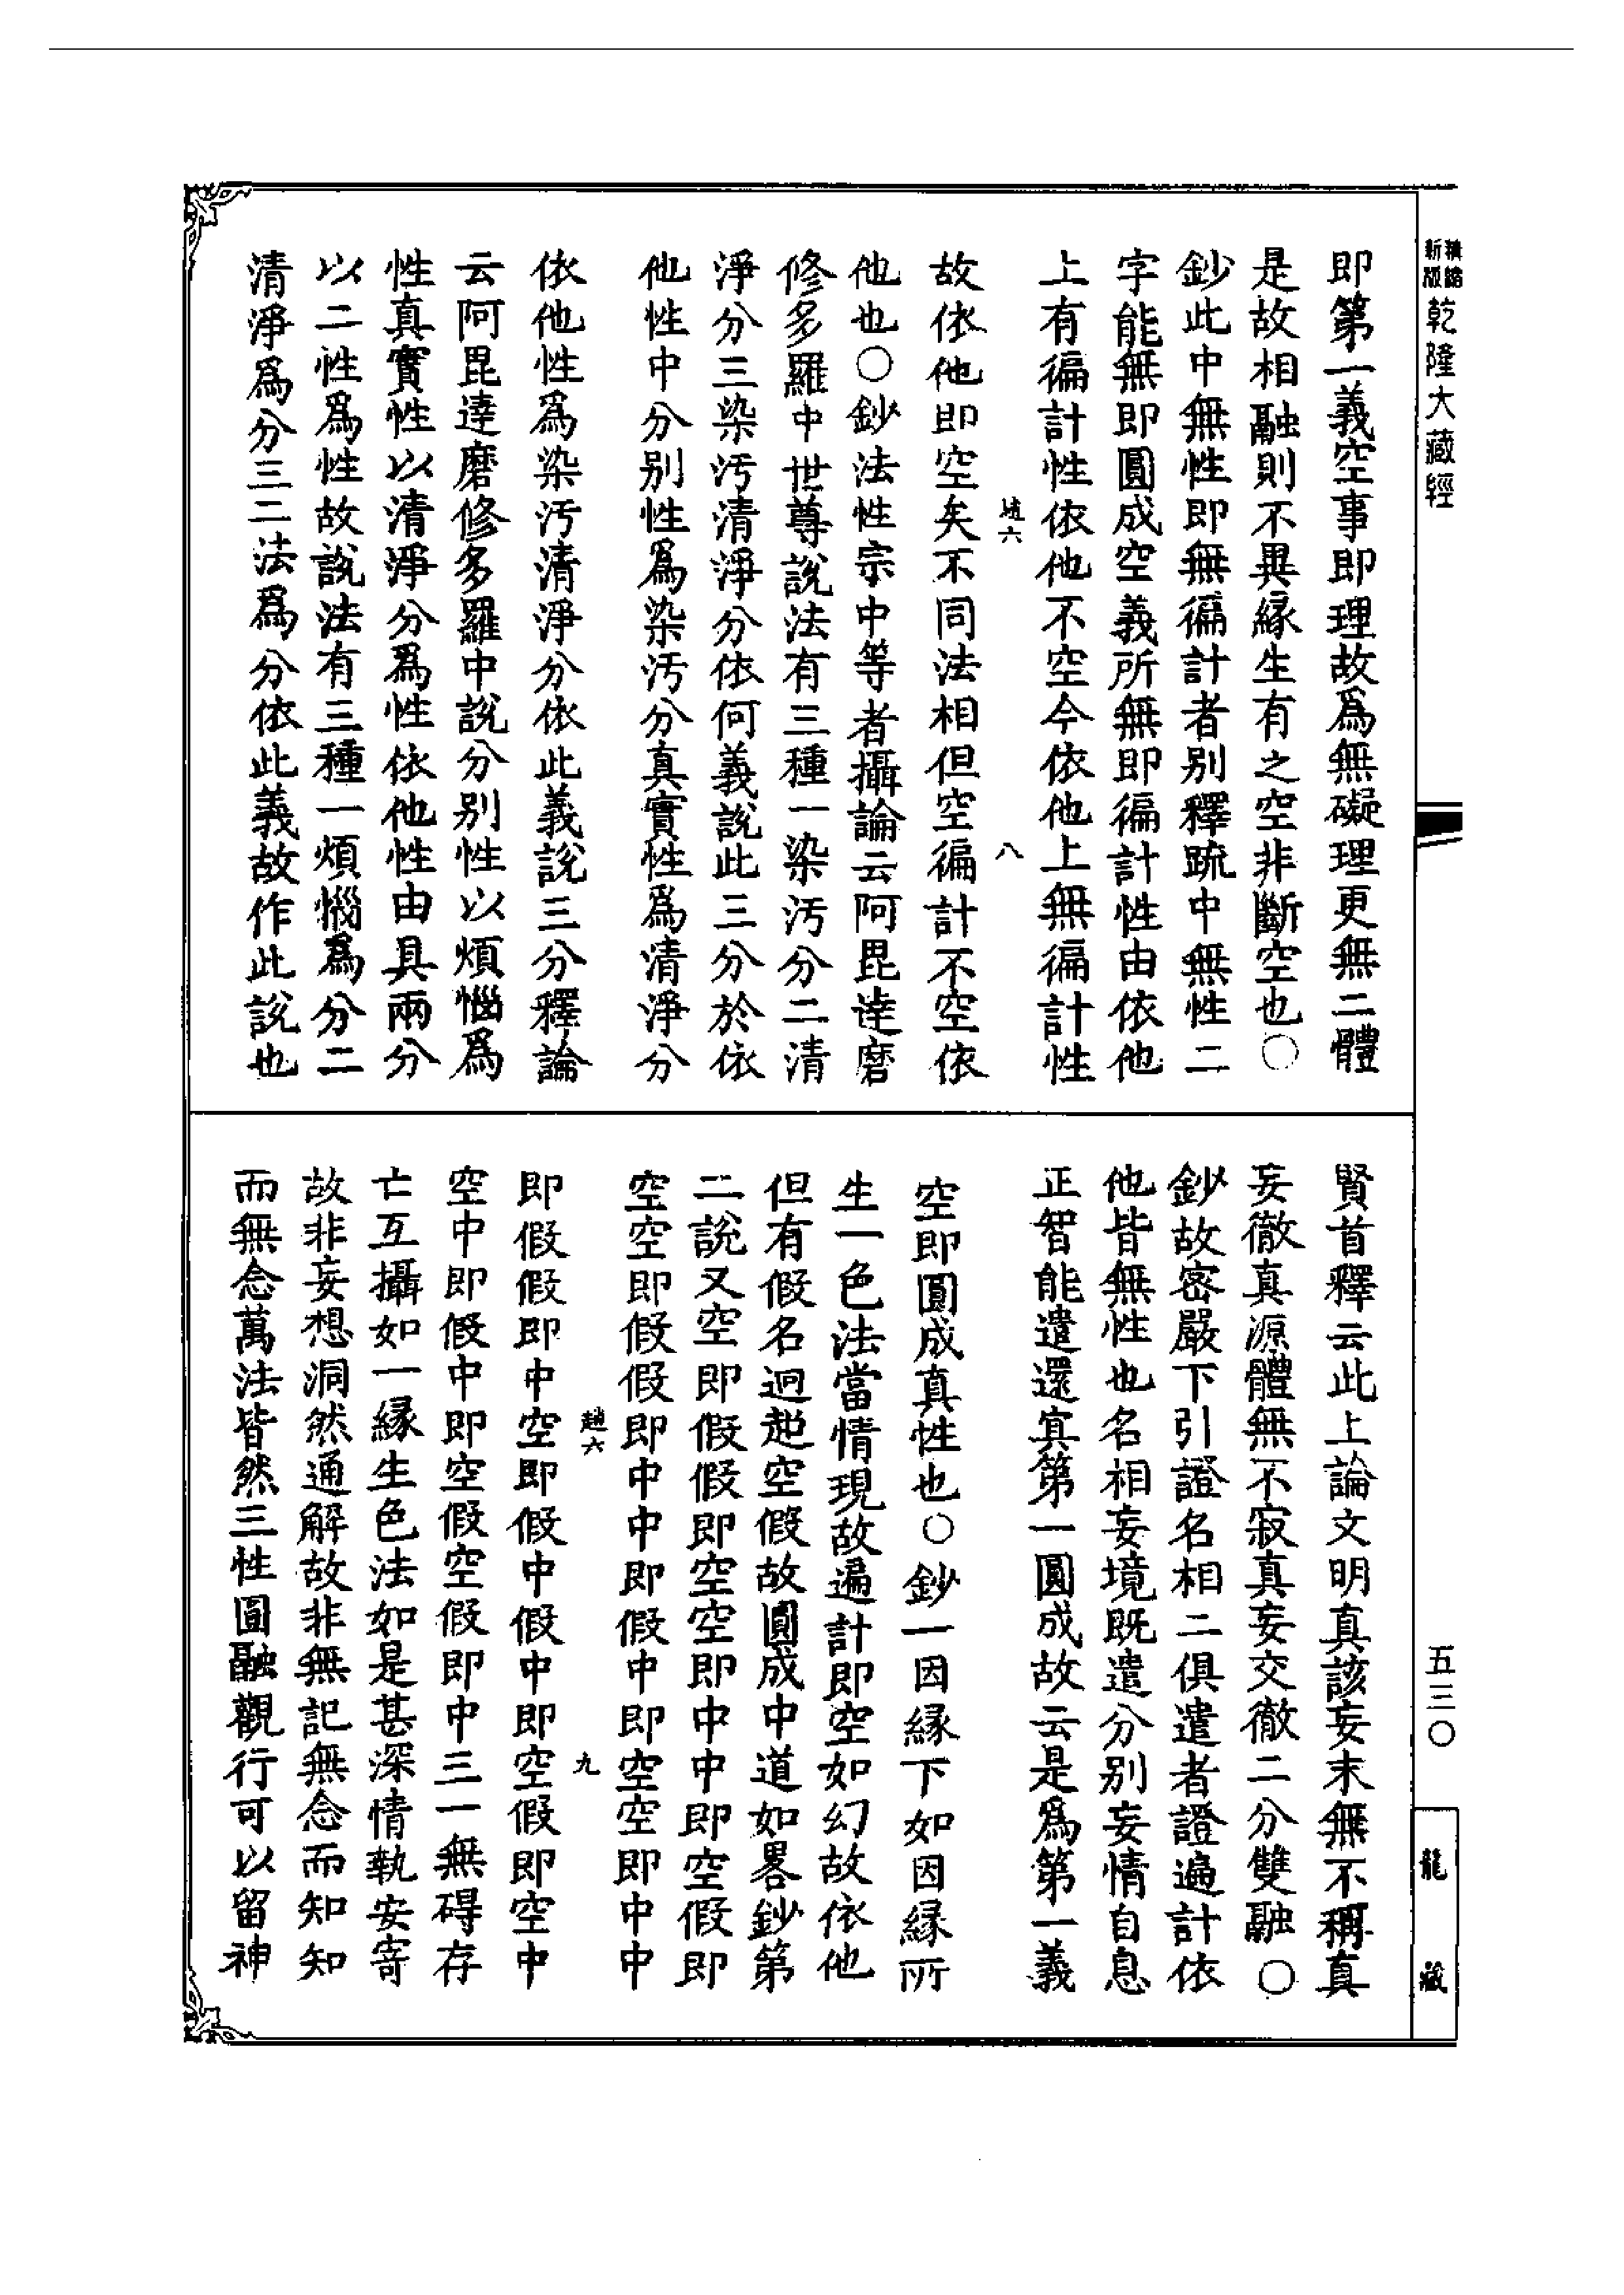 精縮新版乾隆大藏經
即第一義空事即理故爲無礙理更無二體
是故相融則不異緣生有之空非斷空也〇
鈔此中無性即無徧計者別釋䟽中無性二
字能無即圓成空義所無即徧計性由依他
上有徧計性依他不空今依他上無徧計性
六 八
故依他即空矣不同法相但空徧計不空依
他也〇鈔法性宗中等者攝論云阿毘達磨
修多羅中世尊說法有三種一染污分二清
淨分三染污清淨分依何義說此三分於依
他性中分別性爲染污分真實性爲清淨分
依他性爲染污清淨分依此義說三分釋論
云阿毘達磨修多羅中說分別性以煩惱爲
性真實性以清淨分爲性依他性由具兩分
以二性爲性故說法有三種一煩惱爲分二
清淨爲分三二法爲分依此義故作此說也
賢首釋云此上論文明真該妄末無不稱真
妄徹真源體無不寂真妄交徹二分雙融〇
鈔故密嚴下引證名相二俱遣者證遍計依
他皆無性也名相妄境既遣分別妄情自息
正智能遣還寘第一圓成故云是爲第一義
空即圓成真性也〇鈔一因緣下如因緣所
生一色法當情現故遍計即空如幻故依他
但有假名迥超空假故圓成中道如畧鈔第
二說又空即假假即空空即中中即空假即
空空即假假即中中即假中即空空即中中
趙六 九
即假假即中空即假中假中即空假即空中
空中即假中即空假空假即中三一無碍存
亡互攝如一緣生色法如是甚深情執安寄
故非妄想洞然通解故非無記無念而知知
而無念萬法皆然三性圓融觀行可以留神
五三〇
龍藏